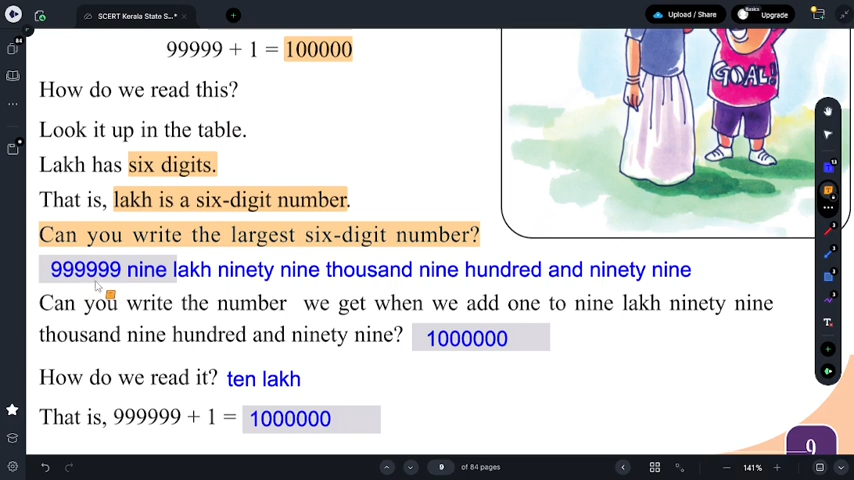 SCERT Kerala State S...*
Upload / Share
Basics
Upgrade
99999 + 1 = 100000
How do we read this?
Look it up in the table.
Lakh has six digits.
That is, lakh is a six-digit number.
Can you write the largest six-digit number?
999999 nine lakh ninety nine thousand nine hundred and ninety nine
Can you write the number we get when we add one to nine lakh ninety nine
thousand nine hundred and ninety nine? 1000000
How do we read it? ten lakh
That is, 999999 + 1 = 1000000
GOAL!
9
9 of 84 pages
141%